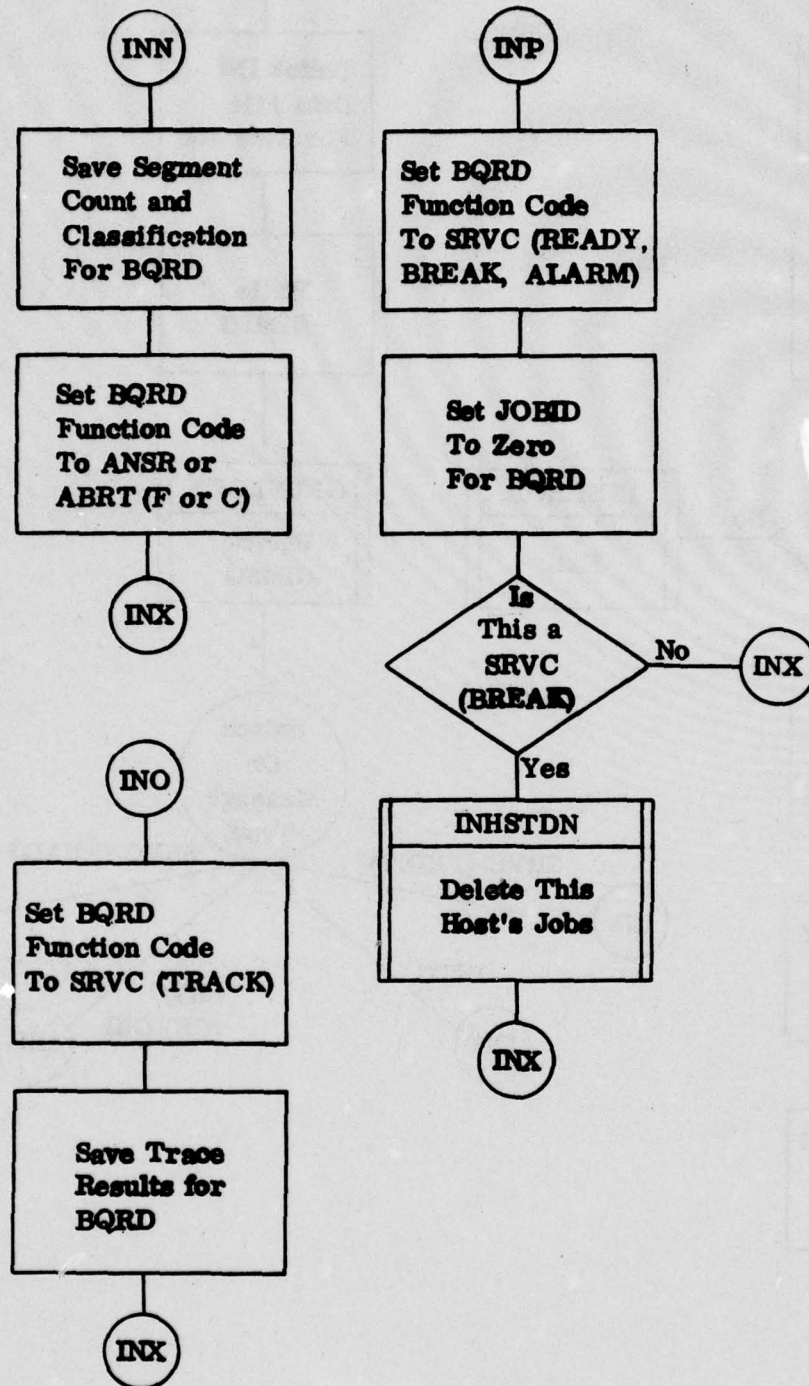 INN
Save Segment
Count and
Classification
For BQRD
Set BQRD
Function Code
To ANSR or
ABRT (F or C)
INX
INO
Set BQRD
Function Code
To SRVC (TRACK)
Save Trace
Results for
BQRD
INX
INP
Set BQRD
Function Code
To SRVC (READY,
BREAK, ALARM)
Set JOBID
To Zero
For BQRD
Is
This a
SRVC
(BREAK)
No
INX
Yes
INHSTDN
Delete This
Host's Jobs
INX